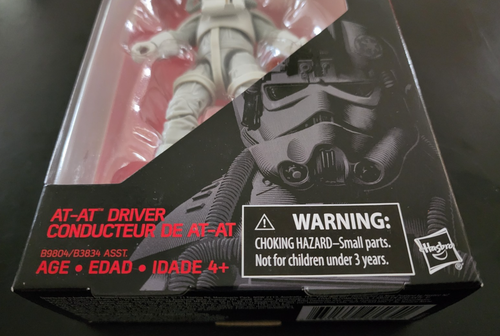 AT-AT™ DRIVER
CONDUCTEUR DE AT-AT
B9804/B3834 ASST.
AGE • EDAD • IDADE 4+
⚠ WARNING:
CHOKING HAZARD–Small parts.
Not for children under 3 years.
Hasbro®